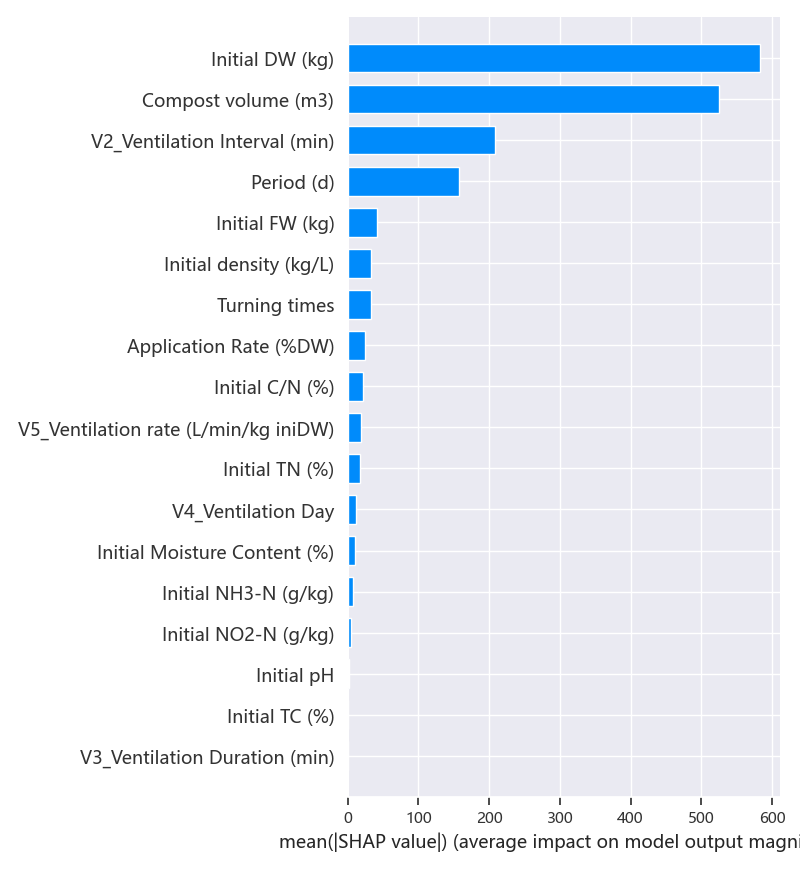 Initial DW (kg)
Compost volume (m3)
V2_Ventilation Interval (min)
Period (d)
Initial FW (kg)
Initial density (kg/L)
Turning times
Application Rate (%DW)
Initial C/N (%)
V5_Ventilation rate (L/min/kg iniDW)
Initial TN (%)
V4_Ventilation Day
Initial Moisture Content (%)
Initial NH3-N (g/kg)
Initial NO2-N (g/kg)
Initial pH
Initial TC (%)
V3_Ventilation Duration (min)
0 100 200 300 400 500 600
mean(|SHAP value|) (average impact on model output magni